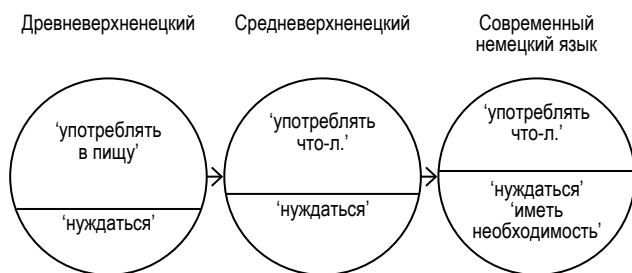 Древневерхненецкий
Средневерхненецкий
Современный
немецкий язык
‘употреблять
в пищу’
‘нуждаться’
‘употреблять
что-л.’
‘нуждаться’
‘употреблять
что-л.’
‘нуждаться’
‘иметь
необходимость’